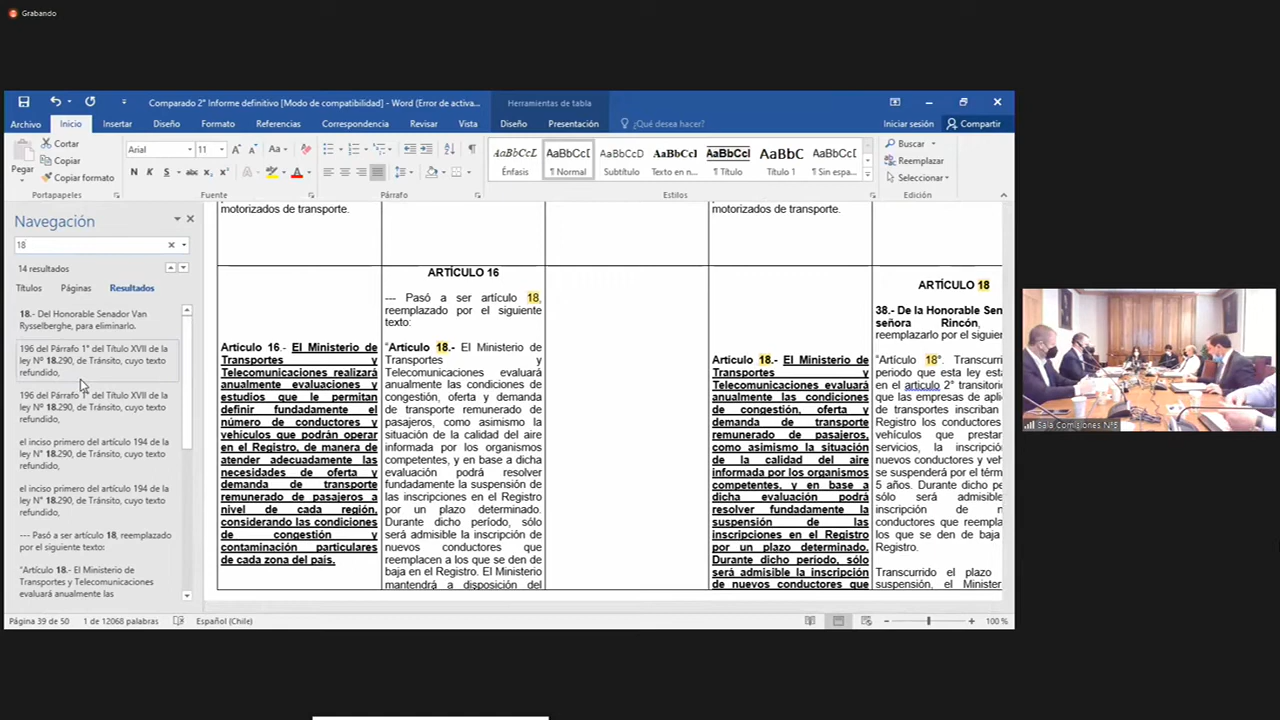 Grabando
Comparado 2° Informe definitivo [Modo de compatibilidad] - Word (Error de activa...
Herramientas de tabla
Archivo
Inicio
Insertar
Diseño
Formato
Referencias
Correspondencia
Revisar
Vista
Diseño
Presentación
¿Qué desea hacer?
Iniciar sesión
Compartir
Pegar
Cortar
Copiar
Copiar formato
Portapapeles
Arial
11
N K S abc x₂ x²
Fuente
Párrafo
AaBbCcL
Énfasis
AaBbCcI
¶ Normal
AaBbCcD
Subtítulo
AaBbCcI
Texto en n...
AaBbCcI
¶ Título
AaBbC
Título 1
AaBbCcI
¶ Sin espa...
Estilos
Buscar
Reemplazar
Seleccionar
Edición
Navegación
18
14 resultados
Títulos
Páginas
Resultados
18.- Del Honorable Senador Van
Rysselberghe, para eliminarlo.
196 del Párrafo 1° del Título XVII de la
ley Nº 18.290, de Tránsito, cuyo texto
refundido,
196 del Párrafo 1° del Título XVII de la
ley Nº 18.290, de Tránsito, cuyo texto
refundido,
el inciso primero del artículo 194 de la
ley N° 18.290, de Tránsito, cuyo texto
refundido,
el inciso primero del artículo 194 de la
ley N° 18.290, de Tránsito, cuyo texto
refundido,
--- Pasó a ser artículo 18, reemplazado
por el siguiente texto:
"Artículo 18.- El Ministerio de
Transportes y Telecomunicaciones
evaluará anualmente las
motorizados de transporte.
Artículo 16.- El Ministerio de
Transportes y
Telecomunicaciones realizará
anualmente evaluaciones y
estudios que le permitan
definir fundadamente el
número de conductores y
vehículos que podrán operar
en el Registro, de manera de
atender adecuadamente las
necesidades de oferta y
demanda de transporte
remunerado de pasajeros a
nivel de cada región,
considerando las condiciones
de congestión y
contaminación particulares
de cada zona del país.
ARTÍCULO 16
--- Pasó a ser artículo 18,
reemplazado por el siguiente
texto:
"Artículo 18.- El Ministerio de
Transportes y
Telecomunicaciones evaluará
anualmente las condiciones de
congestión, oferta y demanda
de transporte remunerado de
pasajeros, como asimismo la
situación de la calidad del aire
informada por los organismos
competentes, y en base a dicha
evaluación podrá resolver
fundadamente la suspensión de
las inscripciones en el Registro
por un plazo determinado.
Durante dicho período, sólo
será admisible la inscripción de
nuevos conductores que
reemplacen a los que se den de
baja en el Registro. El Ministerio
mantendrá a disposición del
motorizados de transporte.
Artículo 18.- El Ministerio de
Transportes y
Telecomunicaciones evaluará
anualmente las condiciones
de congestión, oferta y
demanda de transporte
remunerado de pasajeros,
como asimismo la situación
de la calidad del aire
informada por los organismos
competentes, y en base a
dicha evaluación podrá
resolver fundadamente la
suspensión de las
inscripciones en el Registro
por un plazo determinado.
Durante dicho período, sólo
será admisible la inscripción
de nuevos conductores que
ARTÍCULO 18
38.- De la Honorable Sen
señora Rincón,
reemplazarlo por el siguien
"Artículo 18°. Transcurri
periodo que esta ley esta
en el articulo 2° transitorio
que las empresas de aplic
de transportes inscriban
Registro los conductores
vehículos que prestan
servicios, la inscripción
nuevos conductores y veh
se suspenderá por el térm
5 años. Durante dicho pe
sólo será admisible
inscripción de n
conductores que reempla
los que se den de baja
Registro.
Transcurrido el plazo
suspensión, el Minister
Página 39 de 50
1 de 12068 palabras
Español (Chile)
100 %
Sala Comisiones Nº5